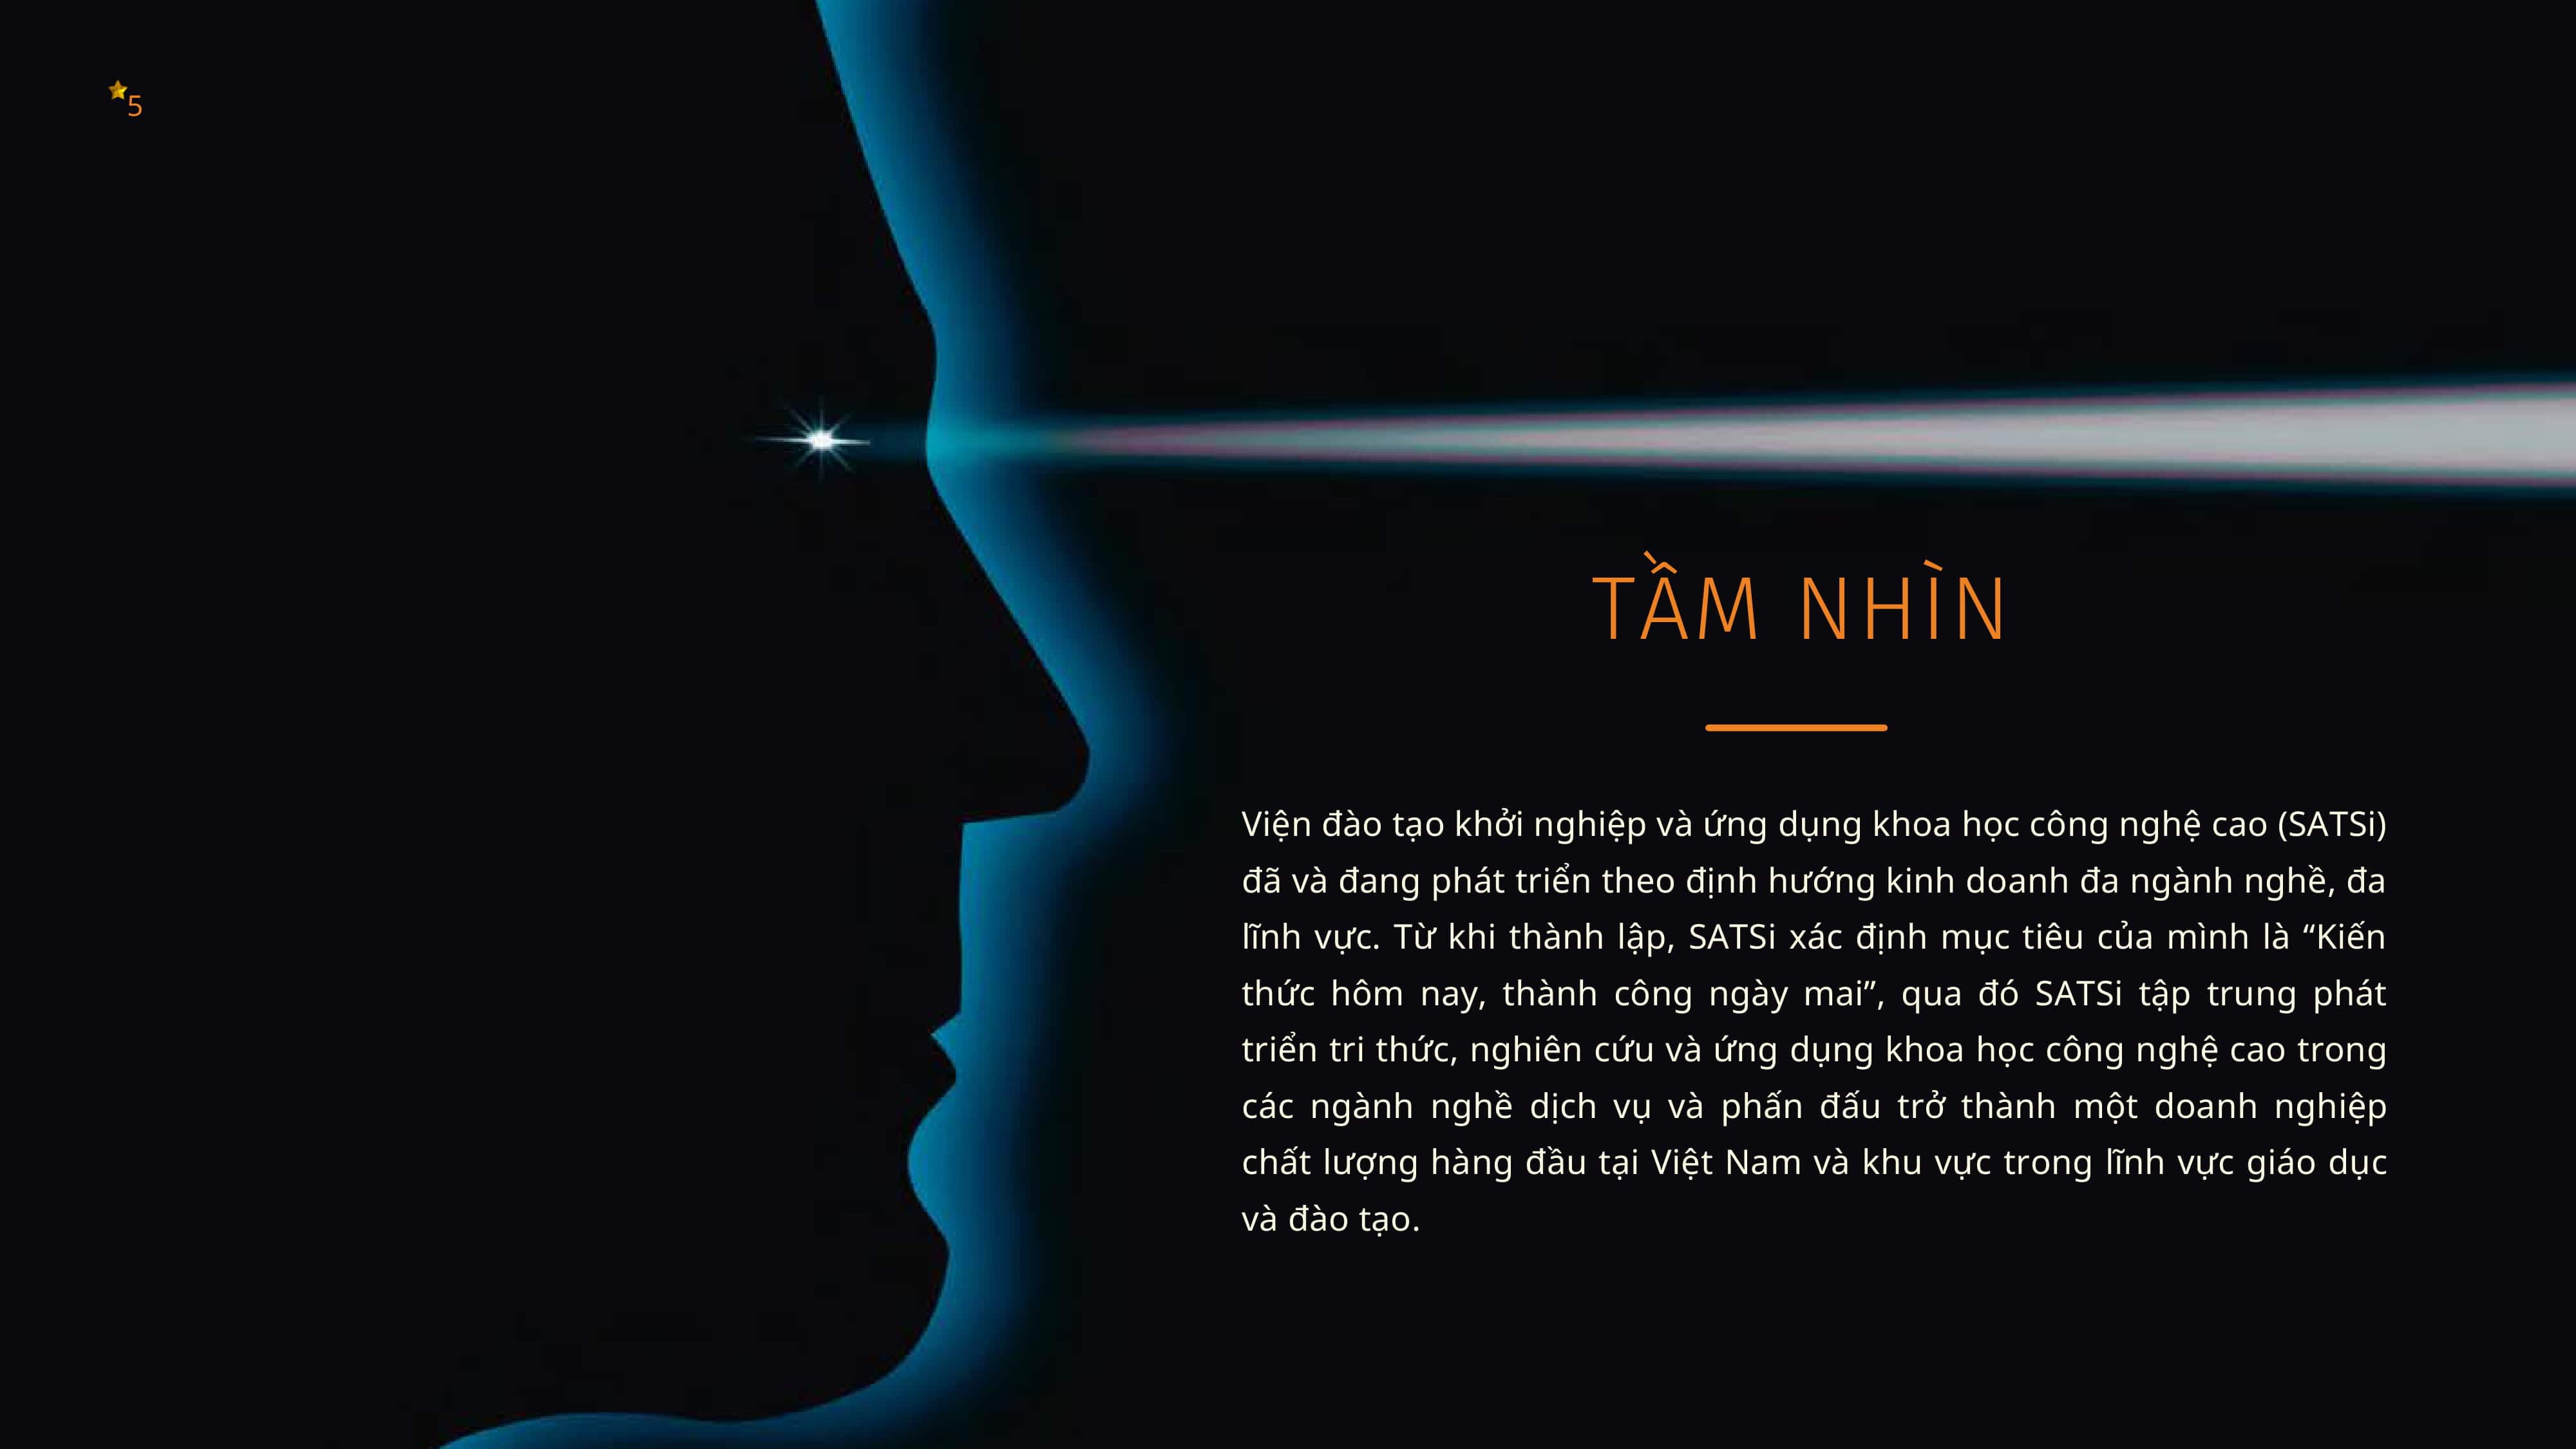 5
TẦM NHÌN
Viện đào tạo khởi nghiệp và ứng dụng khoa học công nghệ cao (SATSi)
đã và đang phát triển theo định hướng kinh doanh đa ngành nghề, đa
lĩnh vực. Từ khi thành lập, SATSi xác định mục tiêu của mình là “Kiến
thức hôm nay, thành công ngày mai”, qua đó SATSi tập trung phát
triển tri thức, nghiên cứu và ứng dụng khoa học công nghệ cao trong
các ngành nghề dịch vụ và phấn đấu trở thành một doanh nghiệp
chất lượng hàng đầu tại Việt Nam và khu vực trong lĩnh vực giáo dục
và đào tạo.